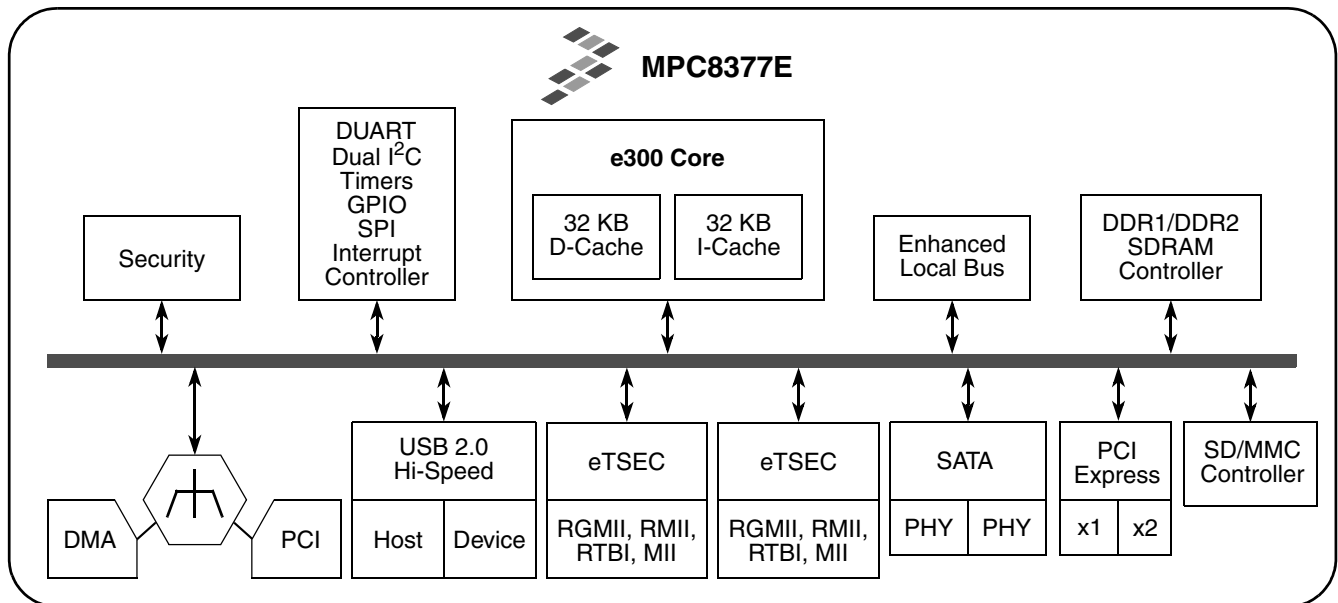 MPC8377E
DUART
Dual I²C
Timers
GPIO
SPI
Interrupt
Controller
e300 Core
32 KB
D-Cache
32 KB
I-Cache
Security
Enhanced
Local Bus
DDR1/DDR2
SDRAM
Controller
USB 2.0
Hi-Speed
Host
Device
eTSEC
RGMII, RMII,
RTBI, MII
eTSEC
RGMII, RMII,
RTBI, MII
SATA
PHY
PHY
PCI
Express
x1
x2
SD/MMC
Controller
DMA
PCI